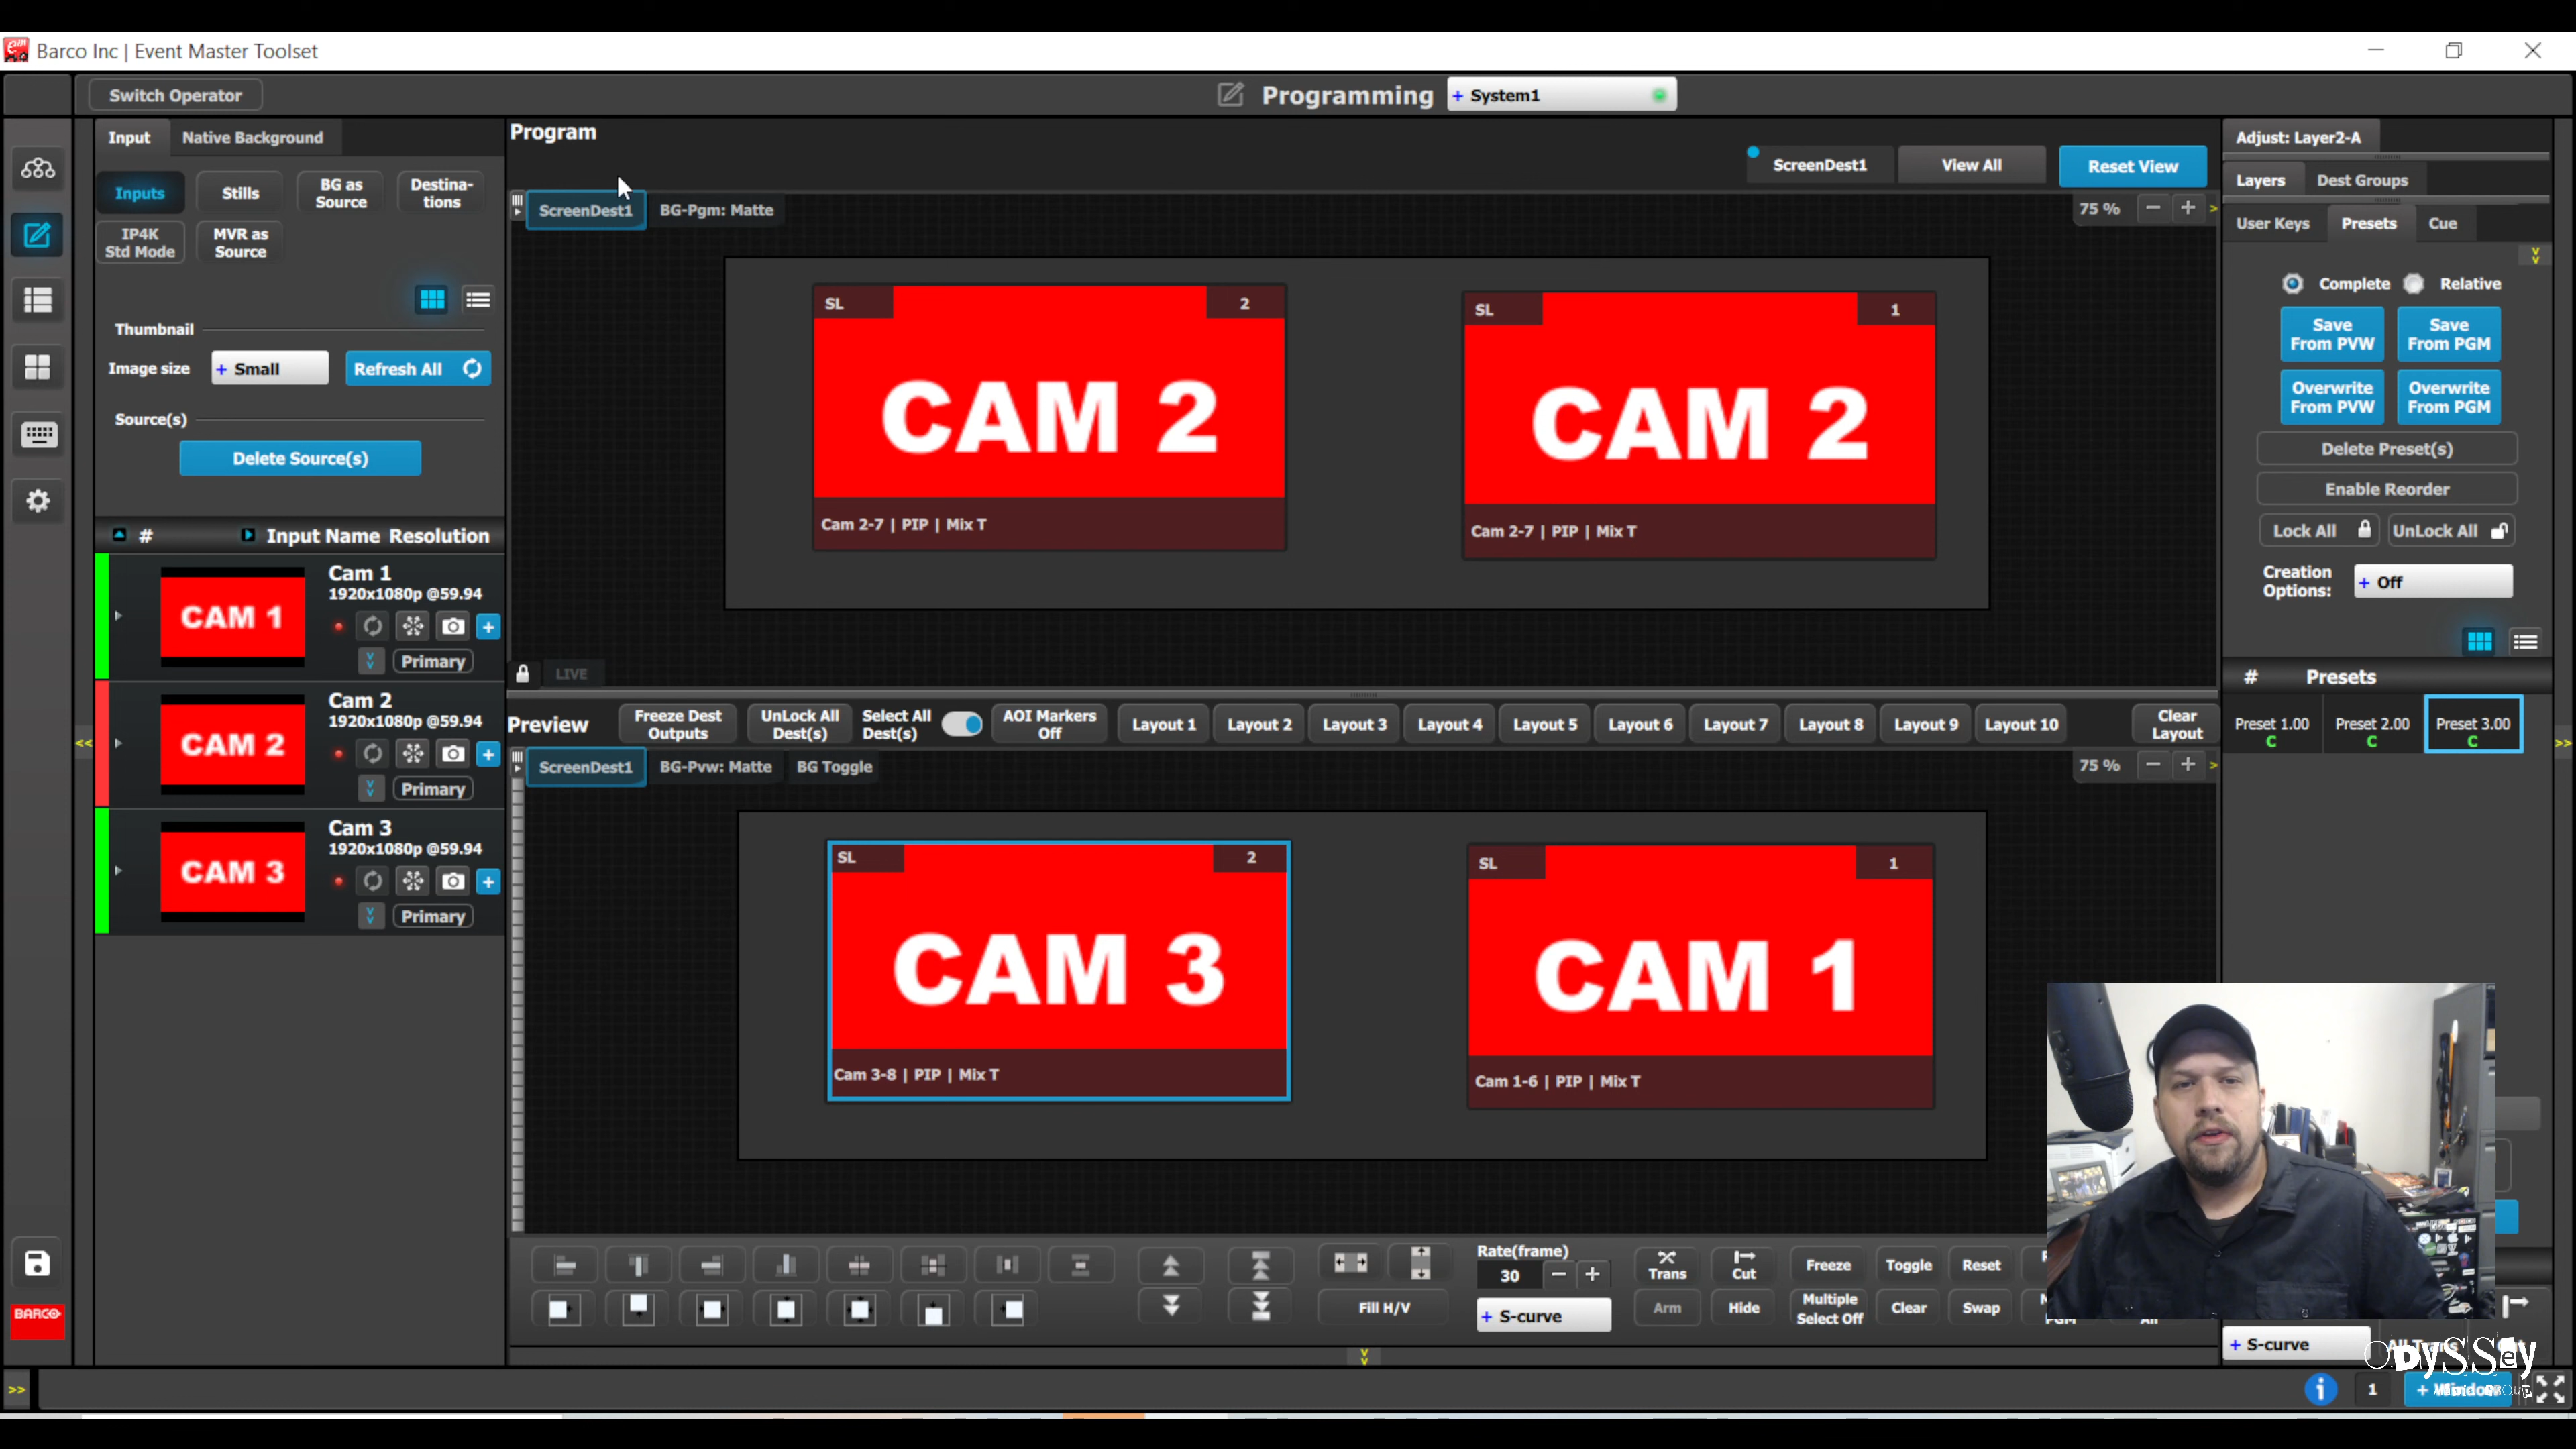 Barco Inc | Event Master Toolset
Switch Operator
Programming
+ System1
Input
Native Background
Inputs
Stills
BG as
Source
Destina-
tions
IP4K
Std Mode
MVR as
Source
Thumbnail
Image size
+ Small
Refresh All
Source(s)
Delete Source(s)
#
Input Name
Resolution
CAM 1
Cam 1
1920x1080p @59.94
Primary
CAM 2
Cam 2
1920x1080p @59.94
Primary
CAM 3
Cam 3
1920x1080p @59.94
Primary
BARCO
Program
ScreenDest1
View All
Reset View
ScreenDest1
BG-Pgm: Matte
75 %
SL
2
CAM 2
Cam 2-7 | PIP | Mix T
SL
1
CAM 2
Cam 2-7 | PIP | Mix T
LIVE
Preview
Freeze Dest
Outputs
UnLock All
Dest(s)
Select All
Dest(s)
AOI Markers
Off
Layout 1
Layout 2
Layout 3
Layout 4
Layout 5
Layout 6
Layout 7
Layout 8
Layout 9
Layout 10
Clear
Layout
ScreenDest1
BG-Pvw: Matte
BG Toggle
75 %
SL
2
CAM 3
Cam 3-8 | PIP | Mix T
SL
1
CAM 1
Cam 1-6 | PIP | Mix T
Fill H/V
Rate(frame)
30
+ S-curve
Trans
Cut
Arm
Hide
Freeze
Toggle
Reset
Multiple
Select Off
Clear
Swap
Adjust: Layer2-A
Layers
Dest Groups
User Keys
Presets
Cue
Complete
Relative
Save
From PVW
Save
From PGM
Overwrite
From PVW
Overwrite
From PGM
Delete Preset(s)
Enable Reorder
Lock All
UnLock All
Creation
Options:
+ Off
#
Presets
Preset 1.00
C
Preset 2.00
C
Preset 3.00
C
+ S-curve
Odyssey
1
+ Window